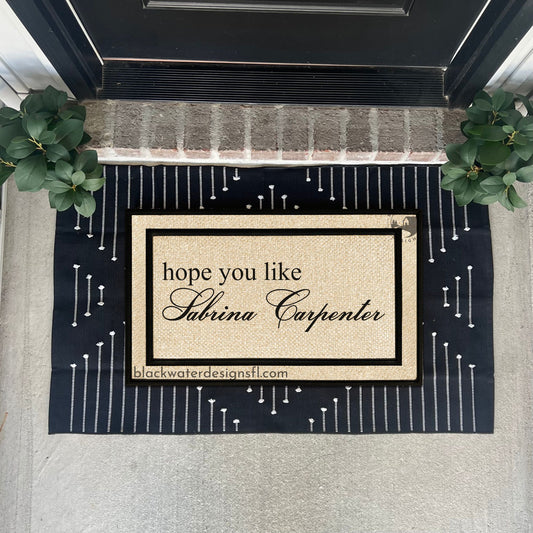 hope you like
Sabrina Carpenter
blackwaterdesignsfl.com